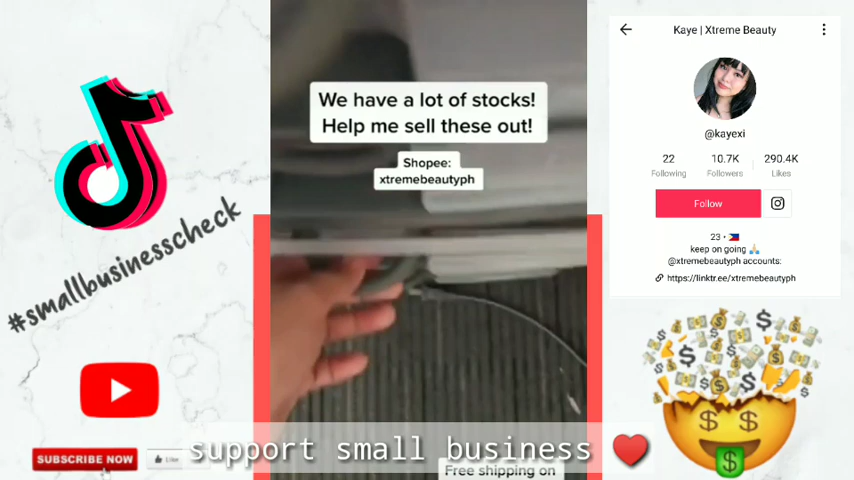 #smallbusinesscheck
SUBSCRIBE NOW
Like
We have a lot of stocks!
Help me sell these out!
Shopee:
xtremebeautyph
support small business ❤️
Free shipping on
Kaye | Xtreme Beauty
@kayexi
22 10.7K 290.4K
Following Followers Likes
Follow
23 • 🇵🇭
keep on going 🙏🏻
@xtremebeautyph accounts:
https://linktr.ee/xtremebeautyph